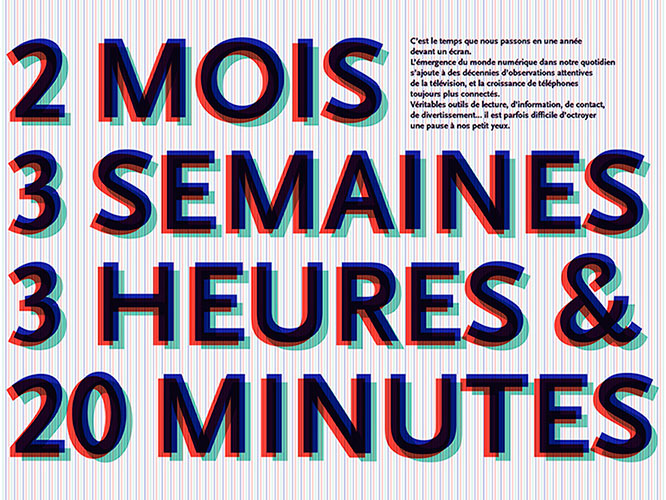 2 MOIS
C'est le temps que nous passons en une année
devant un écran.
L'émergence du monde numérique dans notre quotidien
s'ajoute à des décennies d'observations attentives
de la télévision, et la croissance de téléphones
toujours plus connectés.
Véritables outils de lecture, d'information, de contact,
de divertissement... il est parfois difficile d'octroyer
une pause à nos petit yeux.
3 SEMAINES
3 HEURES &
20 MINUTES